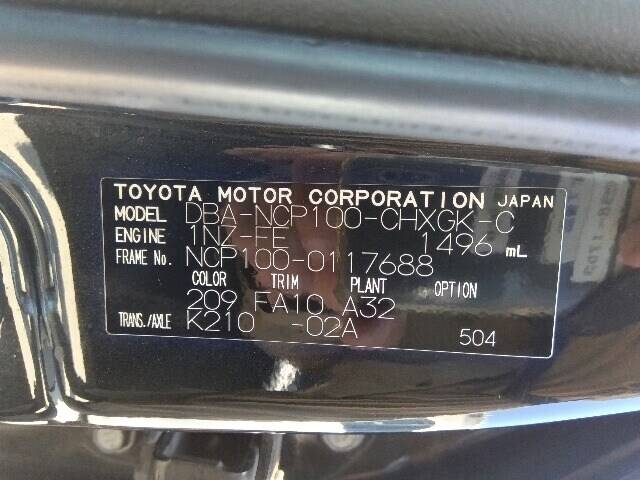 TOYOTA MOTOR CORPORATION JAPAN
MODEL DBA-NCP100-CHXGK-C
ENGINE 1NZ-FE 1496 mL
FRAME No. NCP100-0117688
COLOR TRIM PLANT OPTION
209 FA10 A32
TRANS./AXLE K210 -02A 504